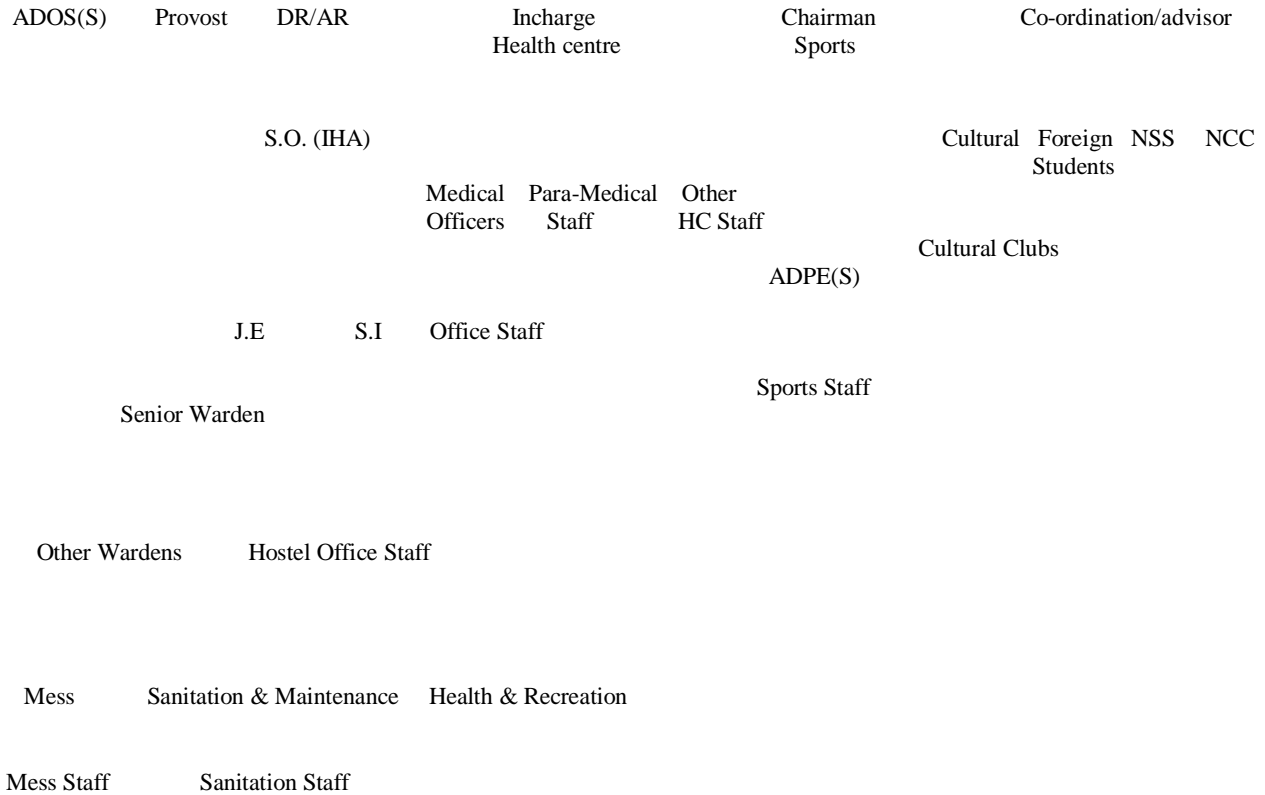 ADOS(S) Provost DR/AR Incharge Chairman Co-ordination/advisor
Health centre Sports
S.O. (IHA) Cultural Foreign NSS NCC
Students
Medical Para-Medical Other
Officers Staff HC Staff
Cultural Clubs
ADPE(S)
J.E S.I Office Staff
Sports Staff
Senior Warden
Other Wardens Hostel Office Staff
Mess Sanitation & Maintenance Health & Recreation
Mess Staff Sanitation Staff